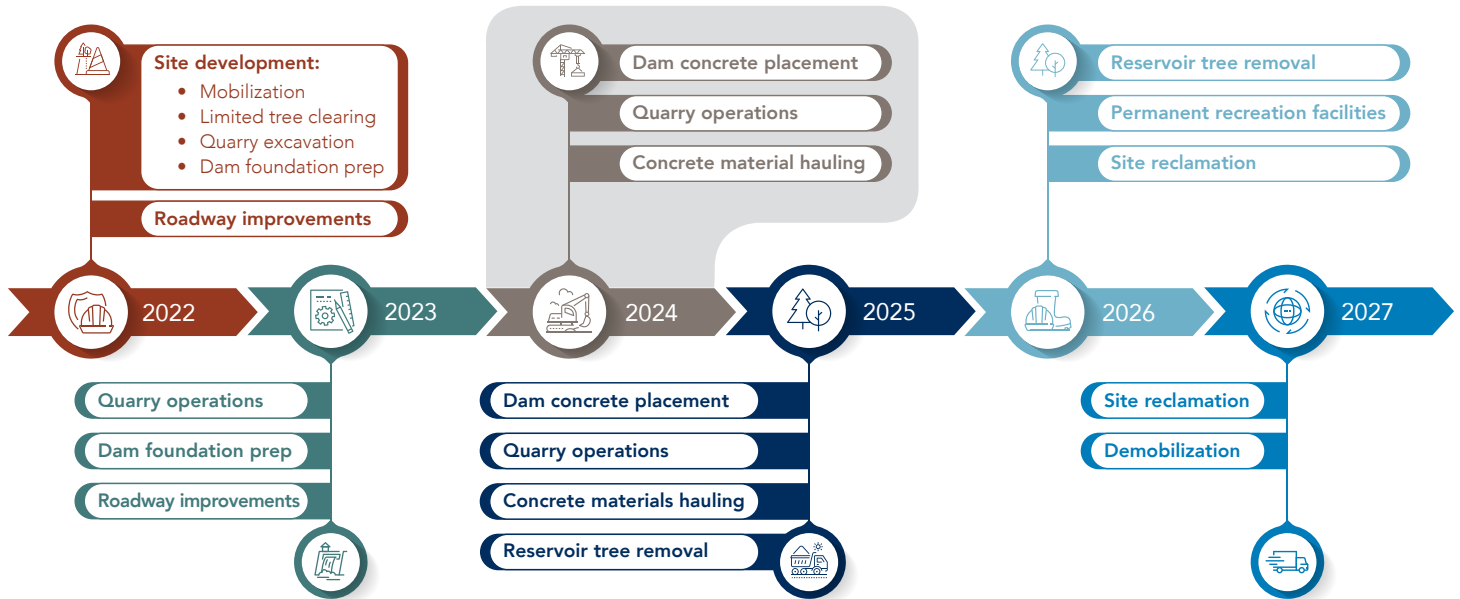 Site development:
• Mobilization
• Limited tree clearing
• Quarry excavation
• Dam foundation prep
Roadway improvements
Dam concrete placement
Quarry operations
Concrete material hauling
Reservoir tree removal
Permanent recreation facilities
Site reclamation
2022
2023
2024
2025
2026
2027
Quarry operations
Dam foundation prep
Roadway improvements
Dam concrete placement
Quarry operations
Concrete materials hauling
Reservoir tree removal
Site reclamation
Demobilization